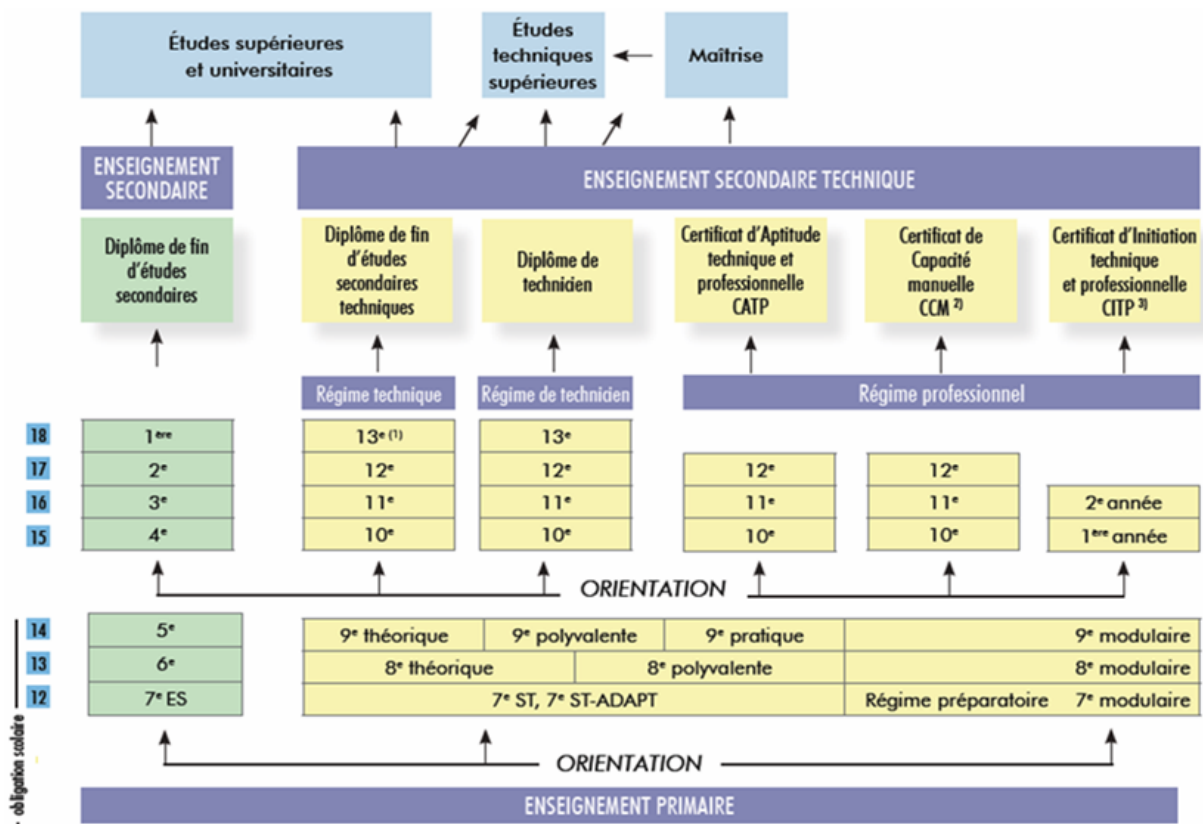 Études supérieures
et universitaires
Études
techniques
supérieures
Maîtrise
ENSEIGNEMENT
SECONDAIRE
ENSEIGNEMENT SECONDAIRE TECHNIQUE
Diplôme de fin
d'études
secondaires
Diplôme de fin
d'études
secondaires
techniques
Diplôme de
technicien
Certificat d'Aptitude
technique et
professionnelle
CATP
Certificat de
Capacité
manuelle
CCM 2)
Certificat d'Initiation
technique
et professionnelle
CITP 3)
Régime technique
Régime de technicien
Régime professionnel
18 1ère 13e (1) 13e
17 2e 12e 12e 12e 12e
16 3e 11e 11e 11e 11e 2e année
15 4e 10e 10e 10e 10e 1ère année
ORIENTATION
14 5e 9e théorique 9e polyvalente 9e pratique 9e modulaire
13 6e 8e théorique 8e polyvalente 8e modulaire
12 7e ES 7e ST, 7e ST-ADAPT Régime préparatoire 7e modulaire
ORIENTATION
ENSEIGNEMENT PRIMAIRE
obligation scolaire